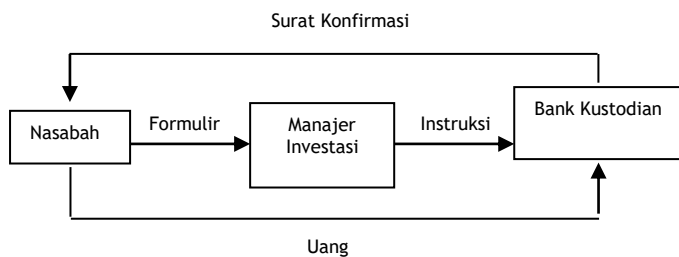 Surat Konfirmasi
Nasabah
Formulir
Manajer
Investasi
Instruksi
Bank Kustodian
Uang